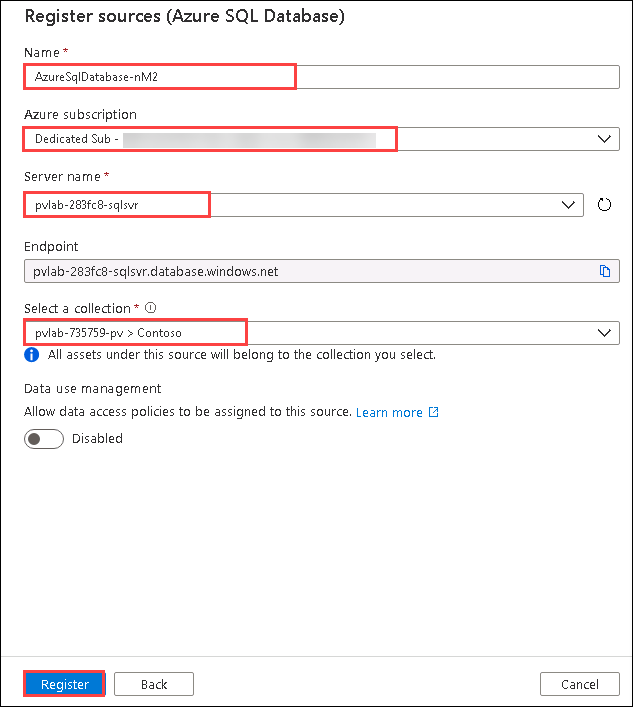 Register sources (Azure SQL Database)
Name *
AzureSqlDatabase-nM2
Azure subscription
Dedicated Sub -
Server name *
pvlab-283fc8-sqlsvr
Endpoint
pvlab-283fc8-sqlsvr.database.windows.net
Select a collection *
pvlab-735759-pv > Contoso
All assets under this source will belong to the collection you select.
Data use management
Allow data access policies to be assigned to this source. Learn more
Disabled
Register Back Cancel